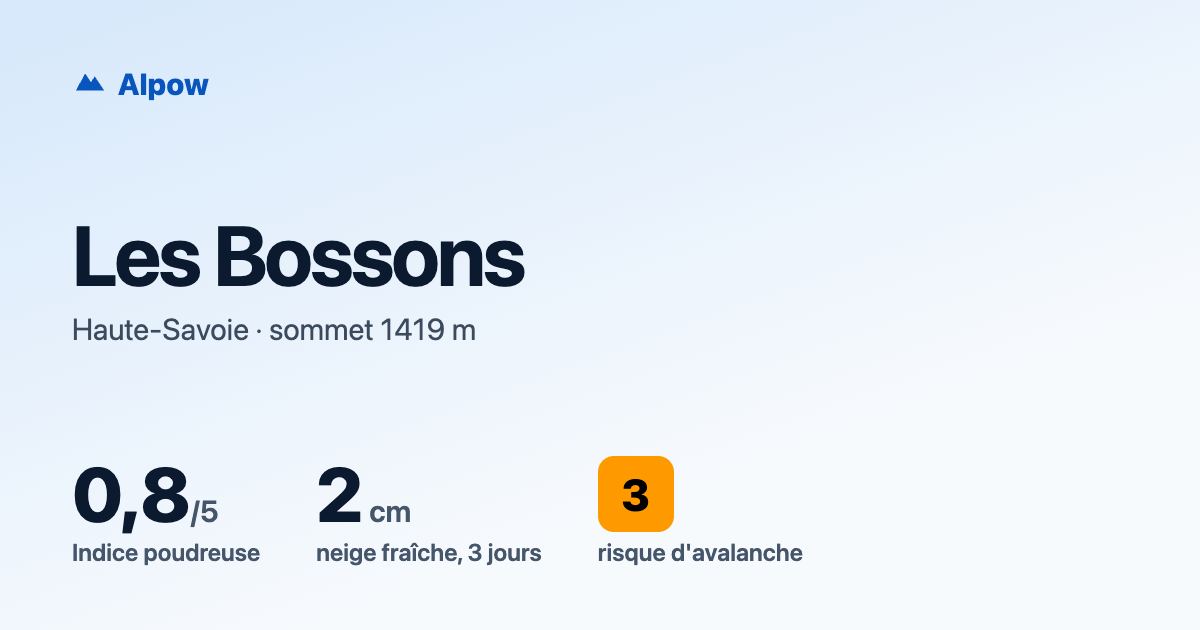 Alpow
Les Bossons
Haute-Savoie · sommet 1419 m
0,8/5
Indice poudreuse
2 cm
neige fraîche, 3 jours
3
risque d'avalanche